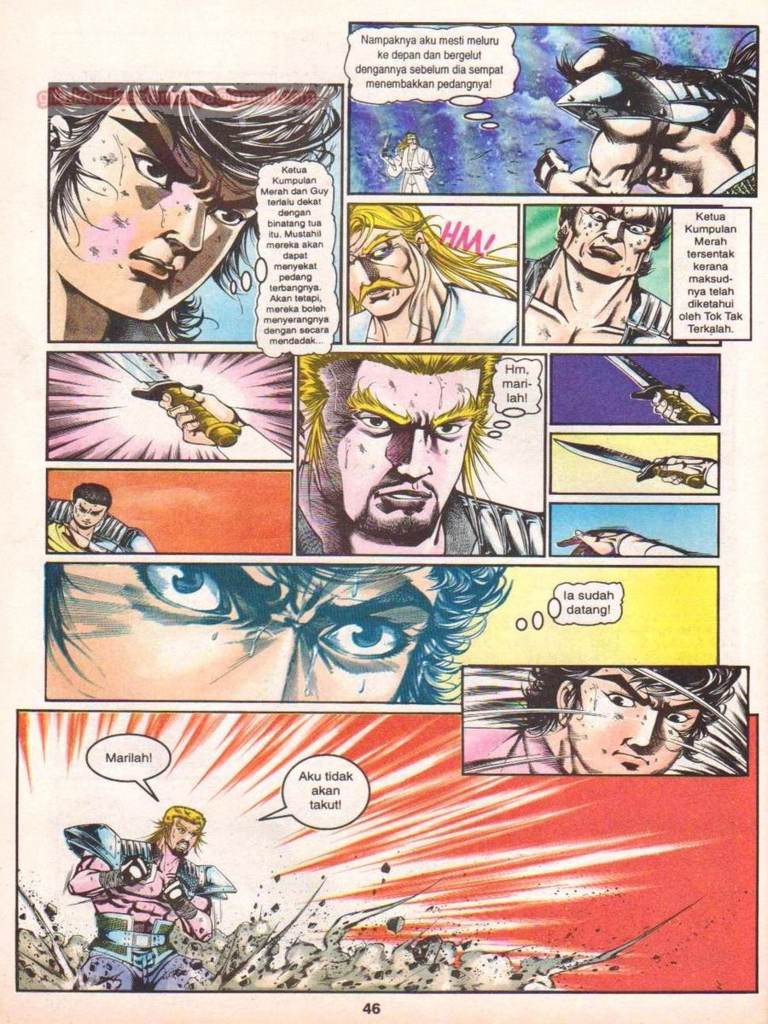 Nampaknya aku mesti meluru
ke depan dan bergelut
dengannya sebelum dia sempat
menembakkan pedangnya!
Ketua
Kumpulan
Merah dan Guy
terlalu dekat
dengan
binatang tua
itu. Mustahil
mereka akan
dapat
menyekat
pedang
terbangnya.
Akan tetapi,
mereka boleh
menyerangnya
dengan secara
mendadak...
HMM!
Ketua
Kumpulan
Merah
tersentak
kerana
maksud-
nya telah
diketahui
oleh Tok Tak
Terkalah.
Hm,
mari-
lah!
Ia sudah
datang!
Marilah!
Aku tidak
akan
takut!
46